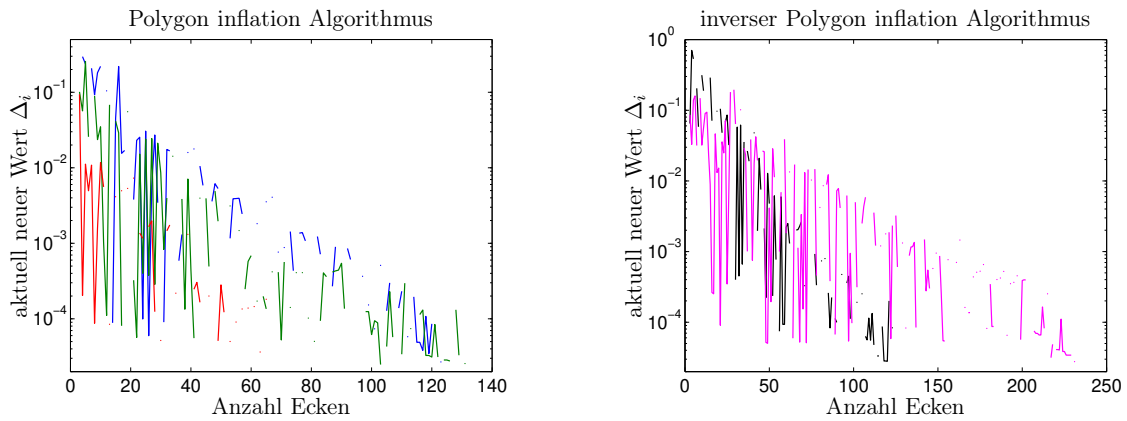 Polygon inflation Algorithmus
aktuell neuer Wert Δ_i
10^-1
10^-2
10^-3
10^-4
0 20 40 60 80 100 120 140
Anzahl Ecken
inverser Polygon inflation Algorithmus
aktuell neuer Wert Δ_i
10^0
10^-1
10^-2
10^-3
10^-4
0 50 100 150 200 250
Anzahl Ecken